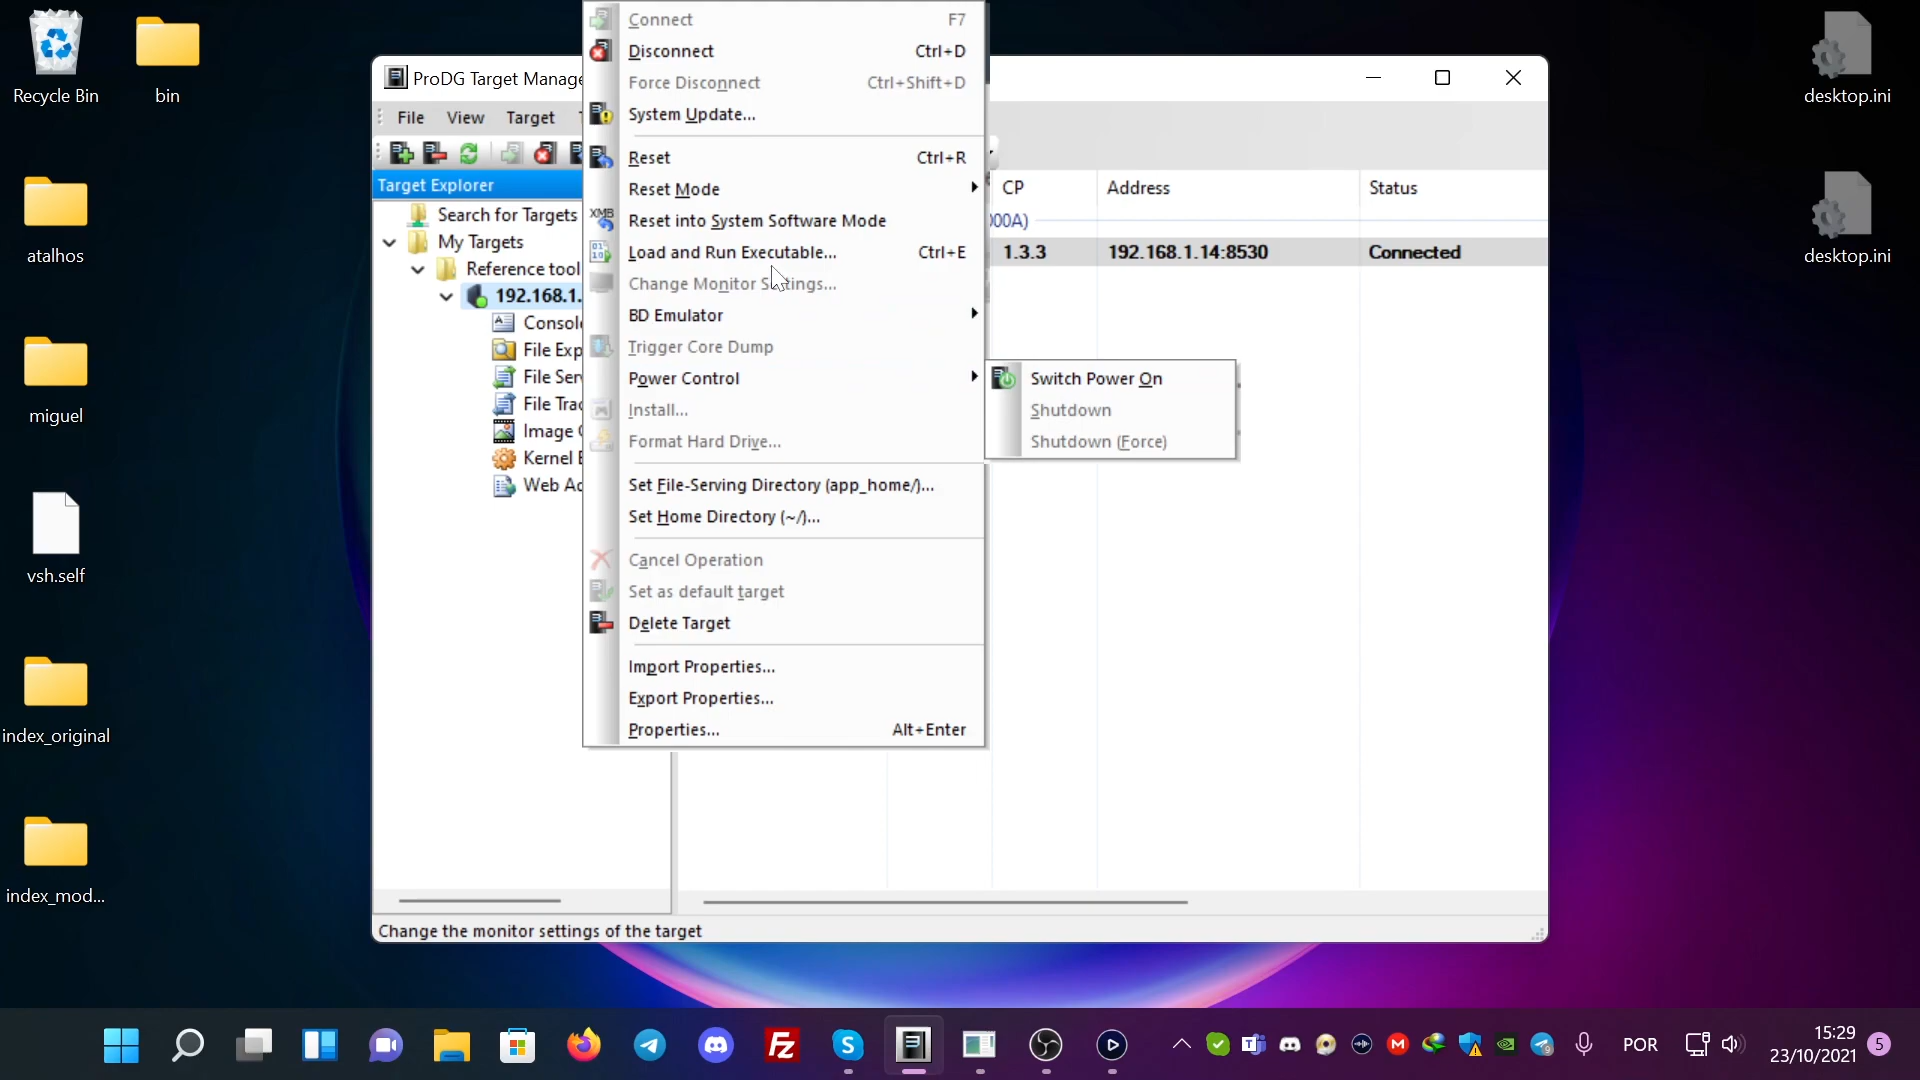 Recycle Bin
bin
atalhos
miguel
vsh.self
index_original
index_mod...
desktop.ini
desktop.ini
ProDG Target Manage
File View Target
Target Explorer
Search for Targets
My Targets
Reference tool
192.168.1.
Console
File Exp
File Ser
File Trac
Image
Kernel
Web Ac
Connect F7
Disconnect Ctrl+D
Force Disconnect Ctrl+Shift+D
System Update...
Reset Ctrl+R
Reset Mode
XMB
Reset into System Software Mode
Load and Run Executable... Ctrl+E
Change Monitor Settings...
BD Emulator
Trigger Core Dump
Power Control
Install...
Format Hard Drive...
Set File-Serving Directory (app_home/)...
Set Home Directory (~/)...
Cancel Operation
Set as default target
Delete Target
Import Properties...
Export Properties...
Properties... Alt+Enter
Switch Power On
Shutdown
Shutdown (Force)
CP Address Status
00A)
1.3.3 192.168.1.14:8530 Connected
Change the monitor settings of the target
POR
15:29
23/10/2021
5